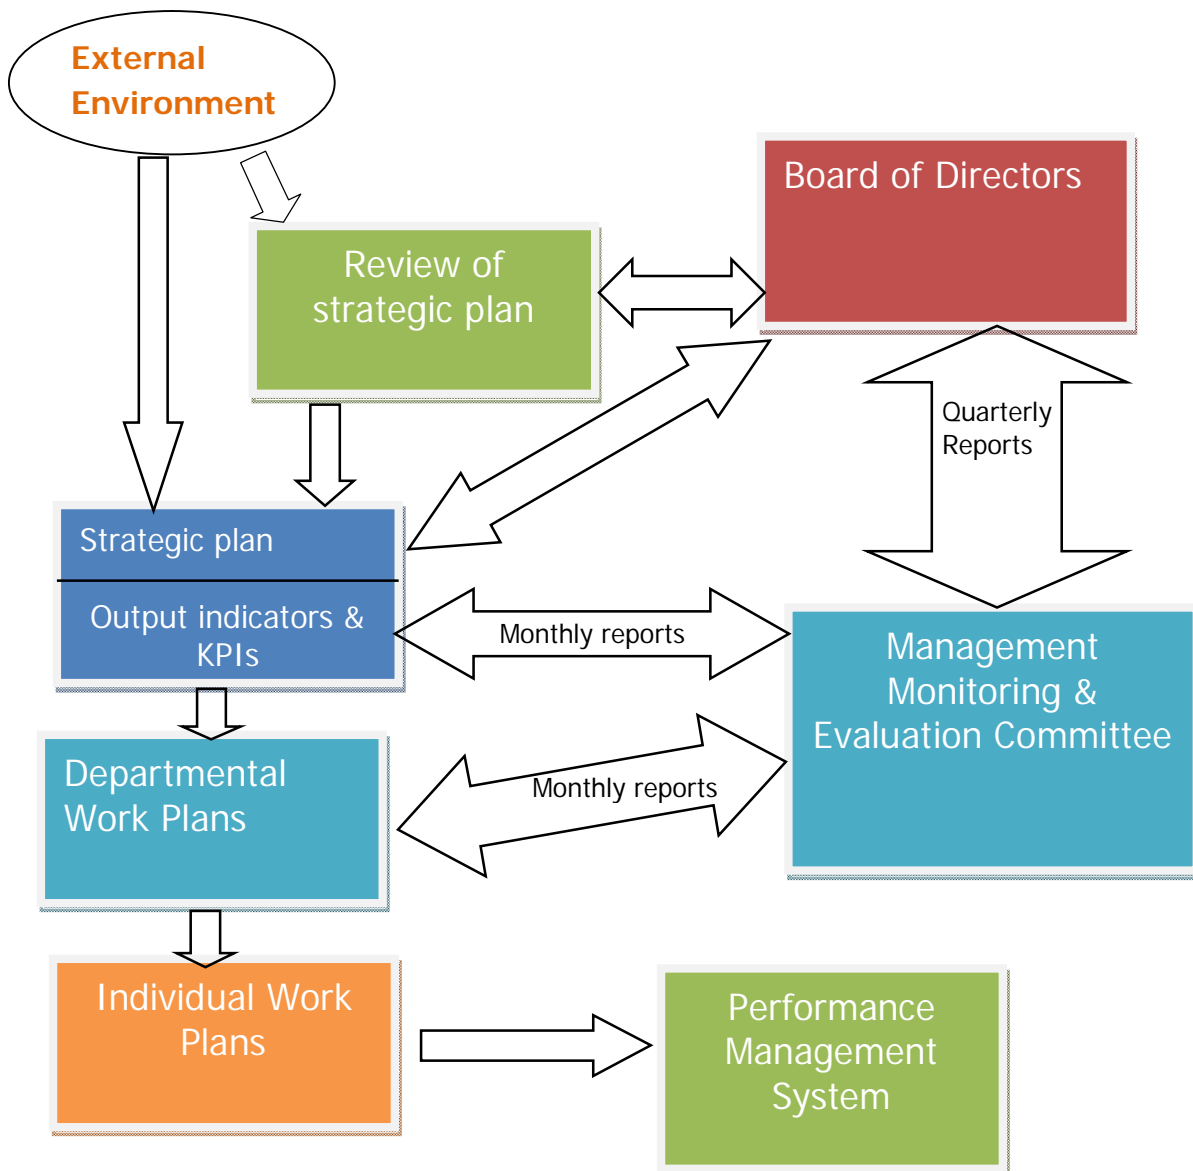 External
Environment
Board of Directors
Review of
strategic plan
Quarterly
Reports
Strategic plan
Output indicators &
KPIs
Monthly reports
Management
Monitoring &
Evaluation Committee
Departmental
Work Plans
Monthly reports
Individual Work
Plans
Performance
Management
System